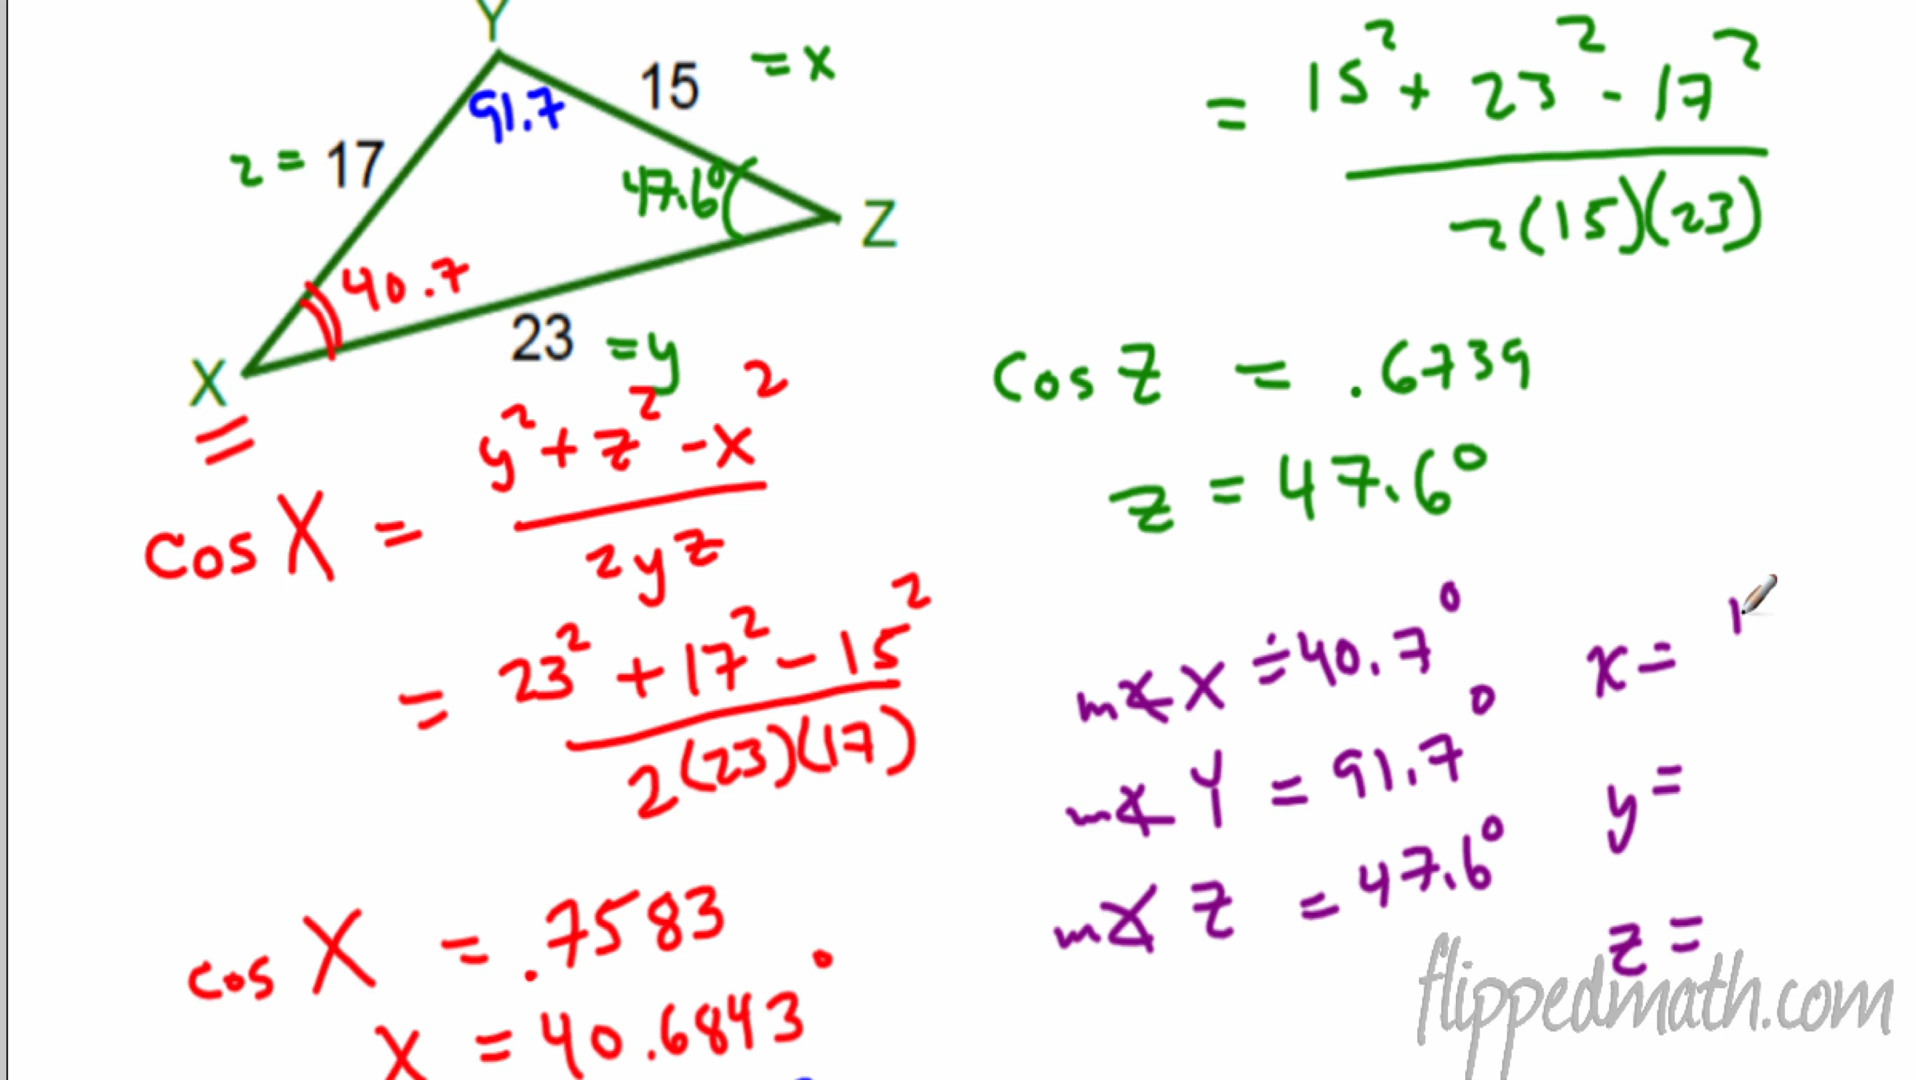 Y
91.7
15 = x
z = 17
47.6°
Z
40.7
23 = y
X
cos X = y² + z² - x² / 2yz
= 23² + 17² - 15² / 2(23)(17)
cos X = .7583
X = 40.6843°
= 15² + 23² - 17² / 2(15)(23)
cos Z = .6739
z = 47.6°
m∡X ≐ 40.7° x = 1
m∡Y = 91.7° y =
m∡Z = 47.6° z =
flippedmath.com